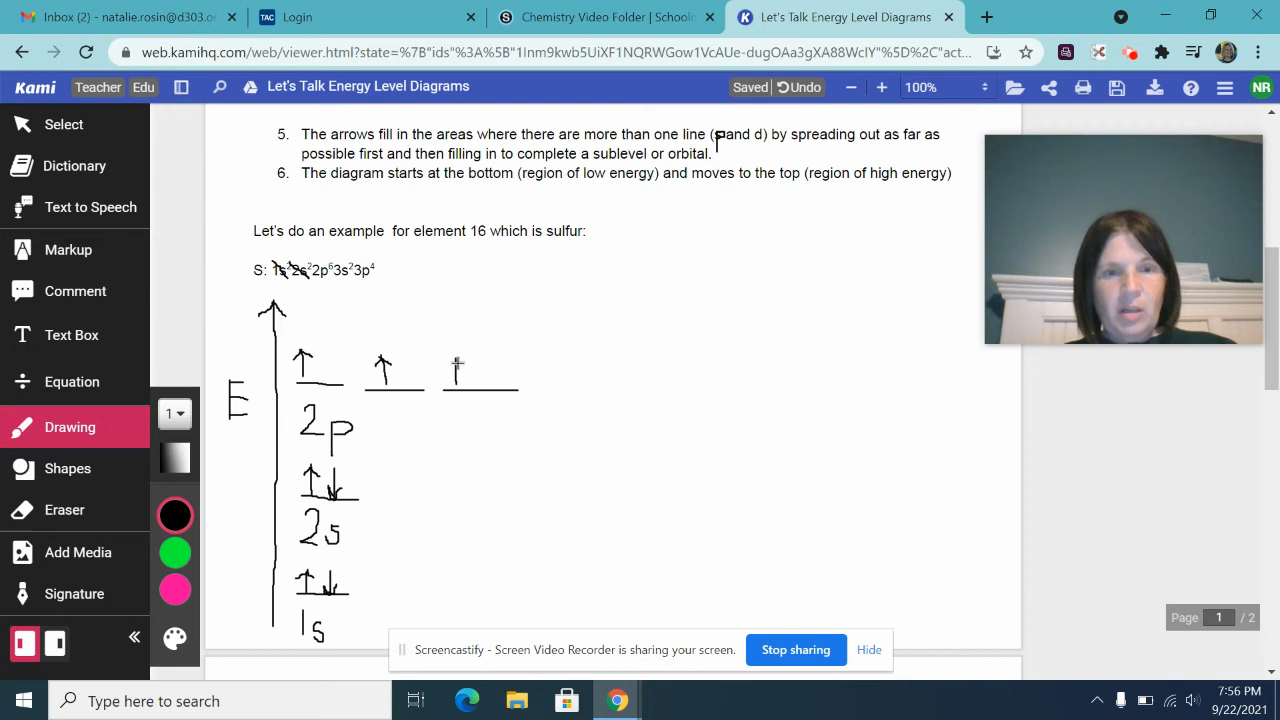 Inbox (2) - natalie.rosin@d303.or
TAC Login
Chemistry Video Folder | Schoolo
Let's Talk Energy Level Diagrams
web.kamihq.com/web/viewer.html?state=%7B"ids"%3A%5B"1lnm9kwb5UiXF1NQRWGow1VcAUe-dugOAa3gXA88WclY"%5D%2C"act...
Kami Teacher Edu
Let's Talk Energy Level Diagrams
Saved Undo
100%
NR
Select
Dictionary
Text to Speech
Markup
Comment
Text Box
Equation
Drawing
1
Shapes
Eraser
Add Media
Signature
5. The arrows fill in the areas where there are more than one line (p and d) by spreading out as far as
possible first and then filling in to complete a sublevel or orbital.
6. The diagram starts at the bottom (region of low energy) and moves to the top (region of high energy)
Let's do an example for element 16 which is sulfur:
S: 1s²2s²2p⁶3s²3p⁴
E
2p
2s
1s
Page 1 / 2
Screencastify - Screen Video Recorder is sharing your screen.
Stop sharing
Hide
Type here to search
7:56 PM
9/22/2021